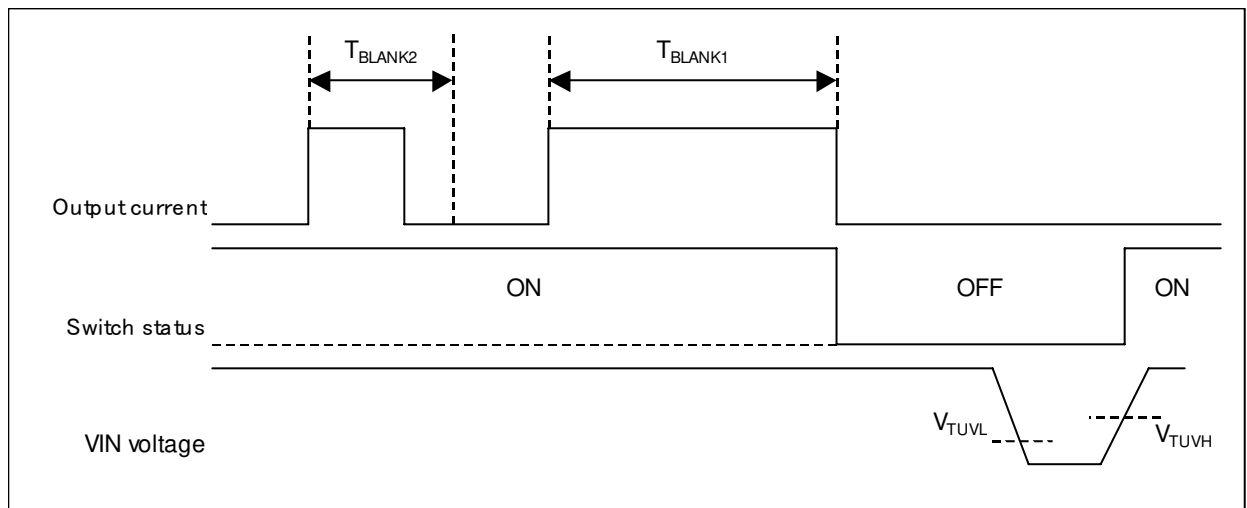 TBLANK2
TBLANK1
Output current
ON
OFF
ON
Switch status
VTUVL
VTUVH
VIN voltage